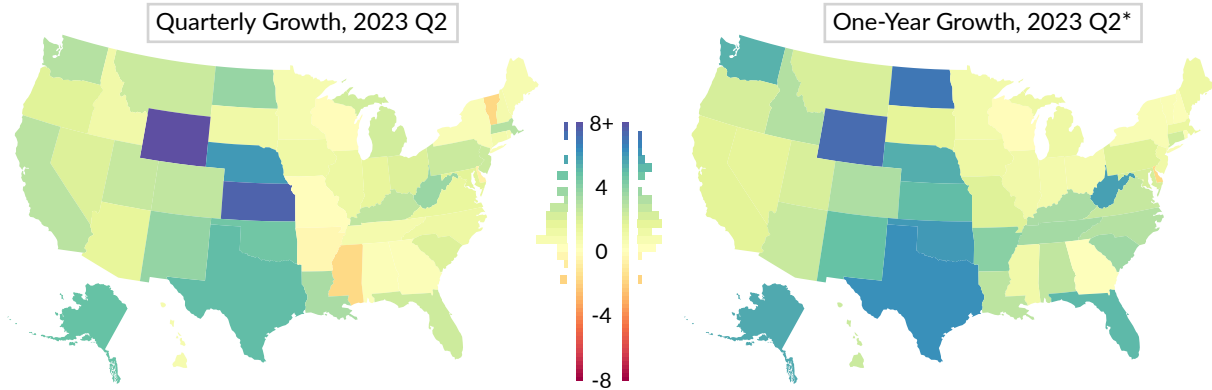 Quarterly Growth, 2023 Q2
One-Year Growth, 2023 Q2*
8+
4
0
-4
-8